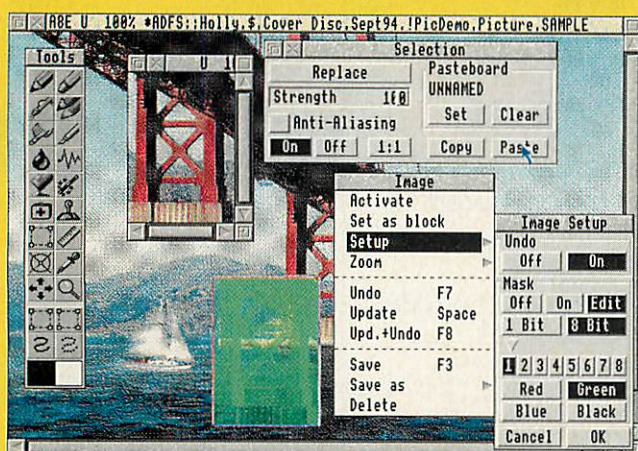 A8E U 100% *ADFS::Holly.$.Cover Disc.Sept94.!PicDemo.Picture.SAMPLE
Tools
U 1
Selection
Replace
Strength 160
Anti-Aliasing
On Off 1:1
Pasteboard
UNNAMED
Set Clear
Copy Paste
Image
Activate
Set as block
Setup
Zoom
Undo F7
Update Space
Upd.+Undo F8
Save F3
Save as
Delete
Image Setup
Undo
Off On
Mask
Off On Edit
1 Bit 8 Bit
1 2 3 4 5 6 7 8
Red Green
Blue Black
Cancel OK